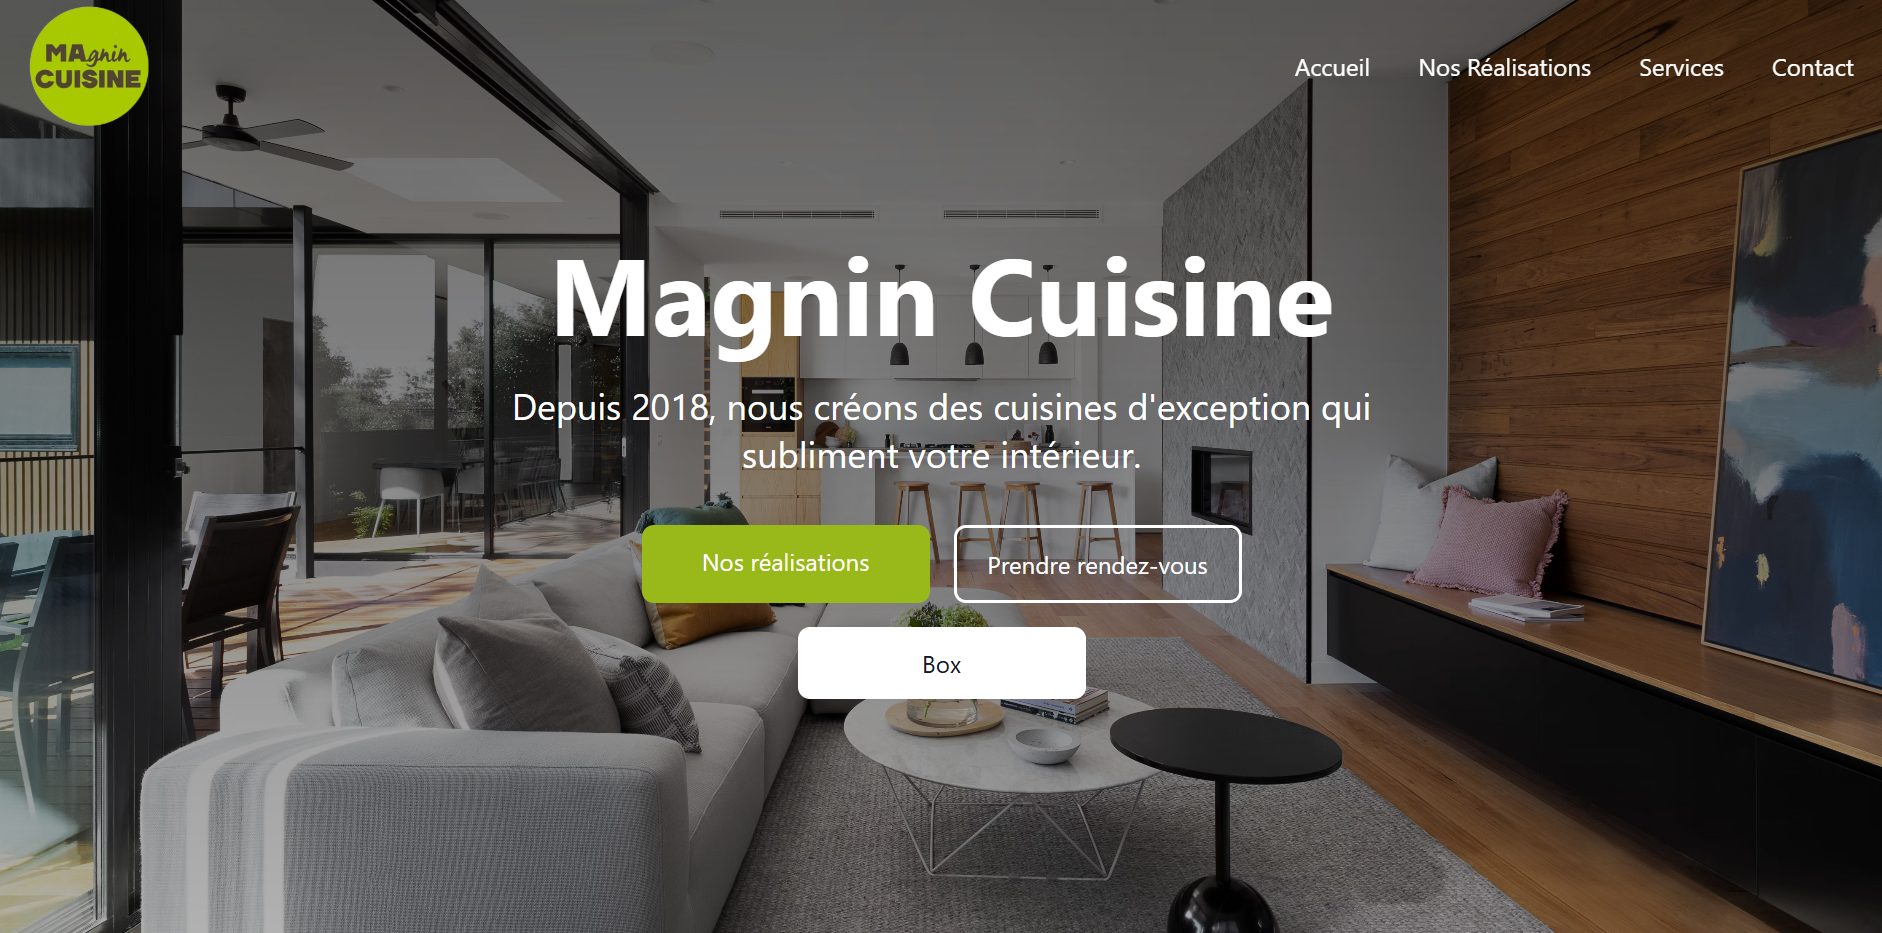 MAgnin
CUISINE
Accueil
Nos Réalisations
Services
Contact
Magnin Cuisine
Depuis 2018, nous créons des cuisines d'exception qui
subliment votre intérieur.
Nos réalisations
Prendre rendez-vous
Box